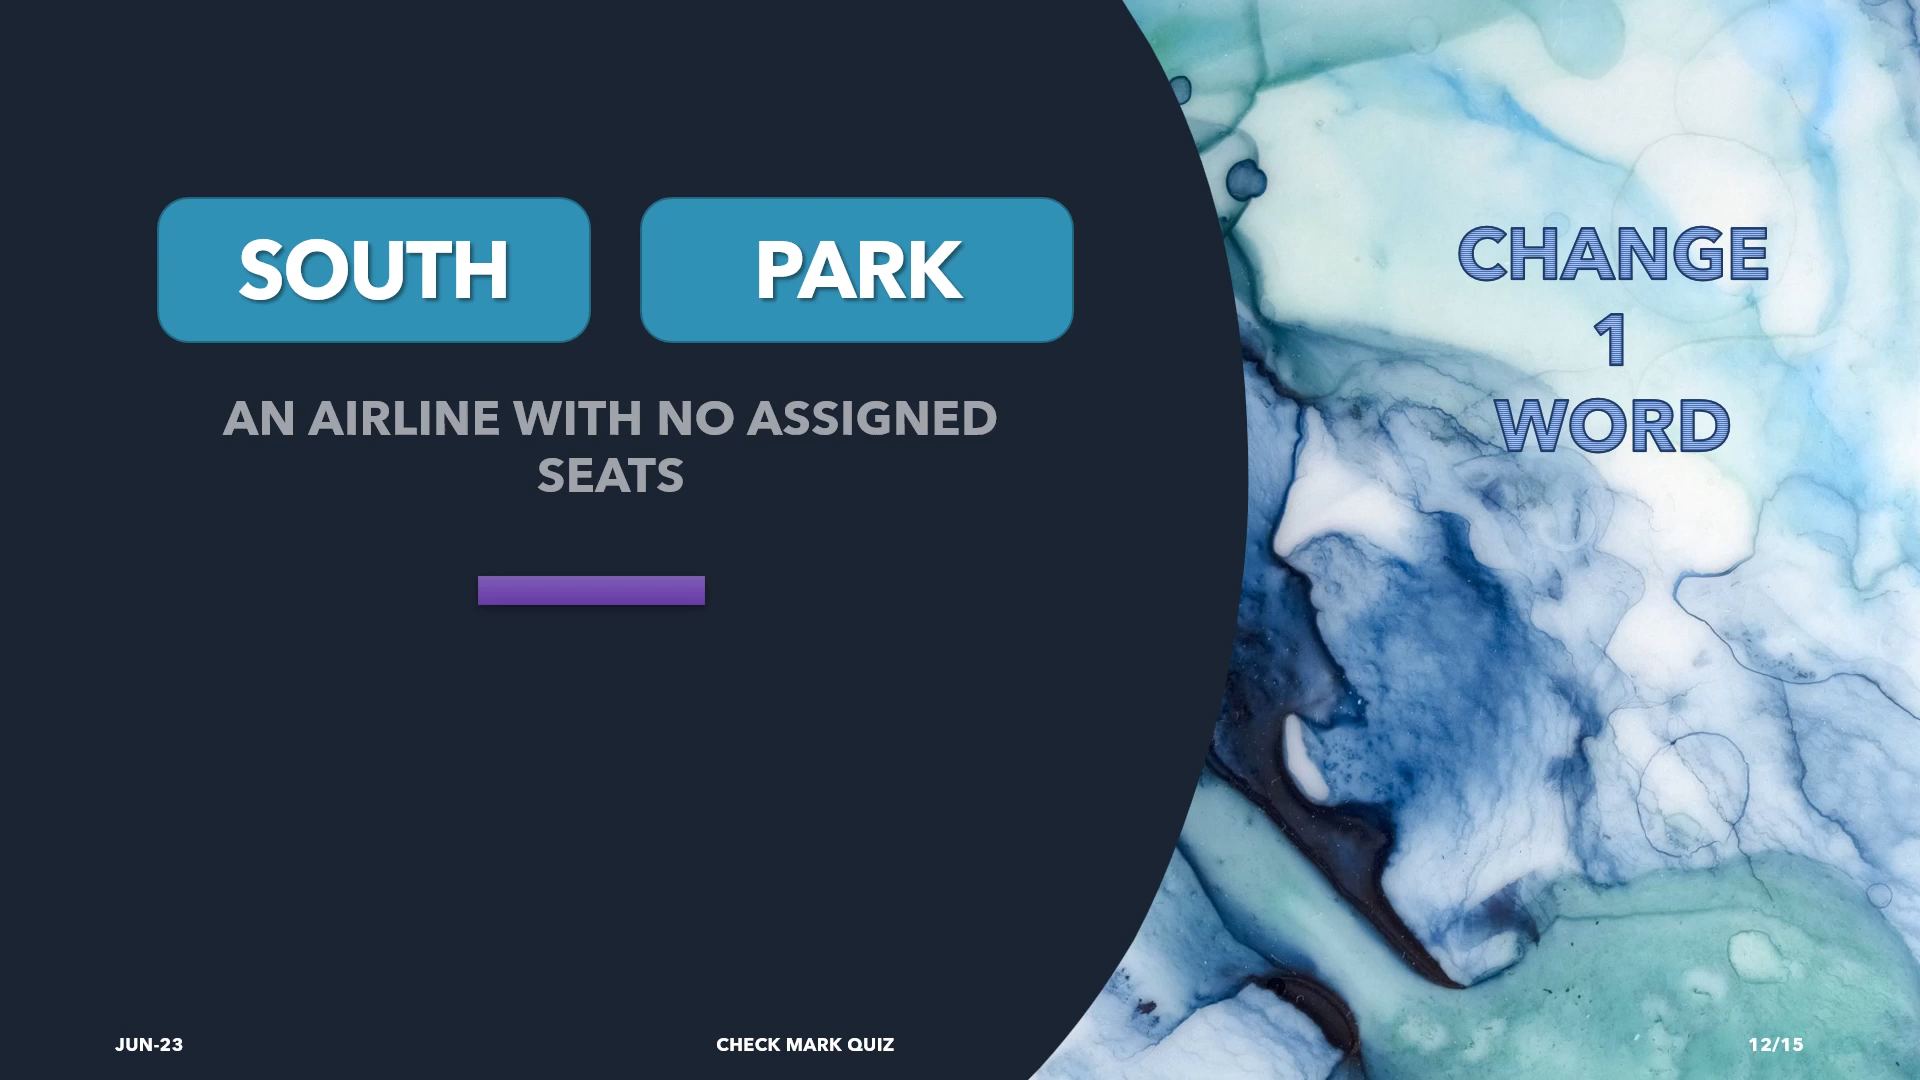 SOUTH PARK
AN AIRLINE WITH NO ASSIGNED
SEATS
CHANGE
1
WORD
JUN-23 CHECK MARK QUIZ 12/15